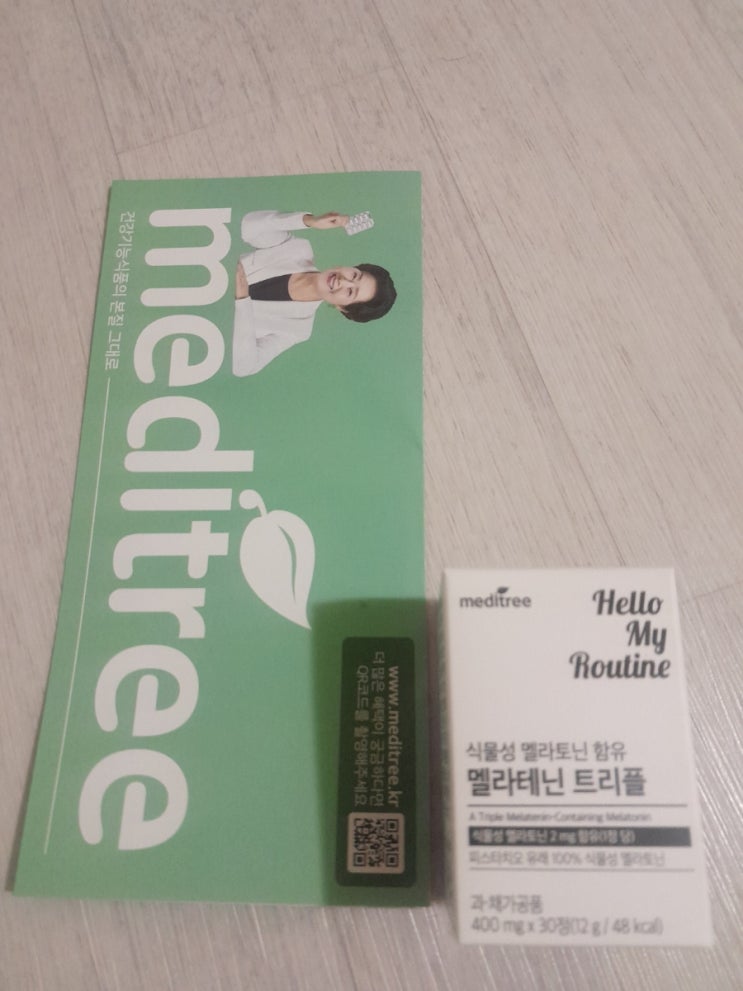 건강기능식품의 본질 그대로
meditree
www.meditree.kr
더 많은 혜택이 궁금하다면
QR코드를 촬영해주세요
meditree
Hello
My
Routine
식물성 멜라토닌 함유
멜라테닌 트리플
A Triple Melatenin-Containing Melatonin
식물성 멜라토닌 2 mg 함유(1정 당)
피스타치오 유래 100% 식물성 멜라토닌
과·채가공품
400 mg x 30정(12 g / 48 kcal)